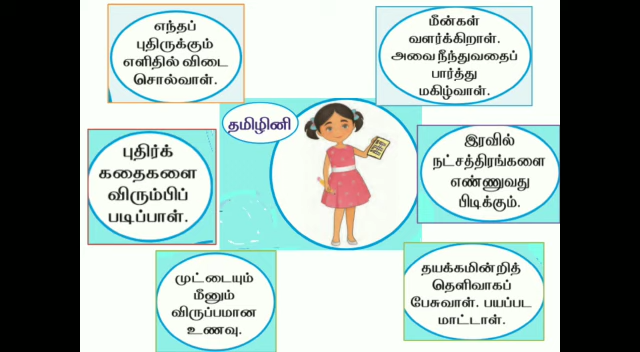 எந்தப்
புதிருக்கும்
எளிதில் விடை
சொல்வாள்.
மீன்கள்
வளர்க்கிறாள்.
அவை நீந்துவதைப்
பார்த்து
மகிழ்வாள்.
தமிழினி
புதிர்க்
கதைகளை
விரும்பிப்
படிப்பாள்.
இரவில்
நட்சத்திரங்களை
எண்ணுவது
பிடிக்கும்.
முட்டையும்
மீனும்
விருப்பமான
உணவு.
தயக்கமின்றித்
தெளிவாகப்
பேசுவாள். பயப்பட
மாட்டாள்.